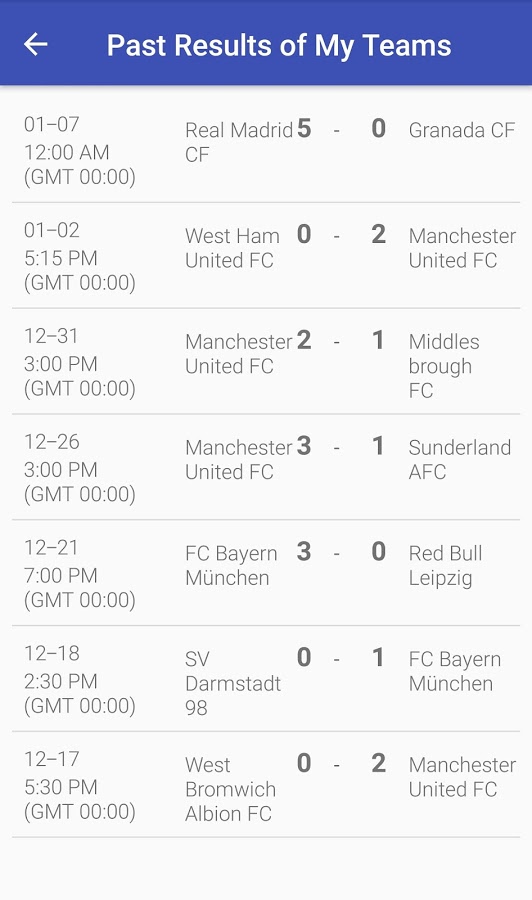 Past Results of My Teams
01-07
12:00 AM
(GMT 00:00)
Real Madrid 5 - 0 Granada CF
CF
01-02
5:15 PM
(GMT 00:00)
West Ham 0 - 2 Manchester
United FC United FC
12-31
3:00 PM
(GMT 00:00)
Manchester 2 - 1 Middles
United FC brough
FC
12-26
3:00 PM
(GMT 00:00)
Manchester 3 - 1 Sunderland
United FC AFC
12-21
7:00 PM
(GMT 00:00)
FC Bayern 3 - 0 Red Bull
München Leipzig
12-18
2:30 PM
(GMT 00:00)
SV 0 - 1 FC Bayern
Darmstadt München
98
12-17
5:30 PM
(GMT 00:00)
West 0 - 2 Manchester
Bromwich United FC
Albion FC